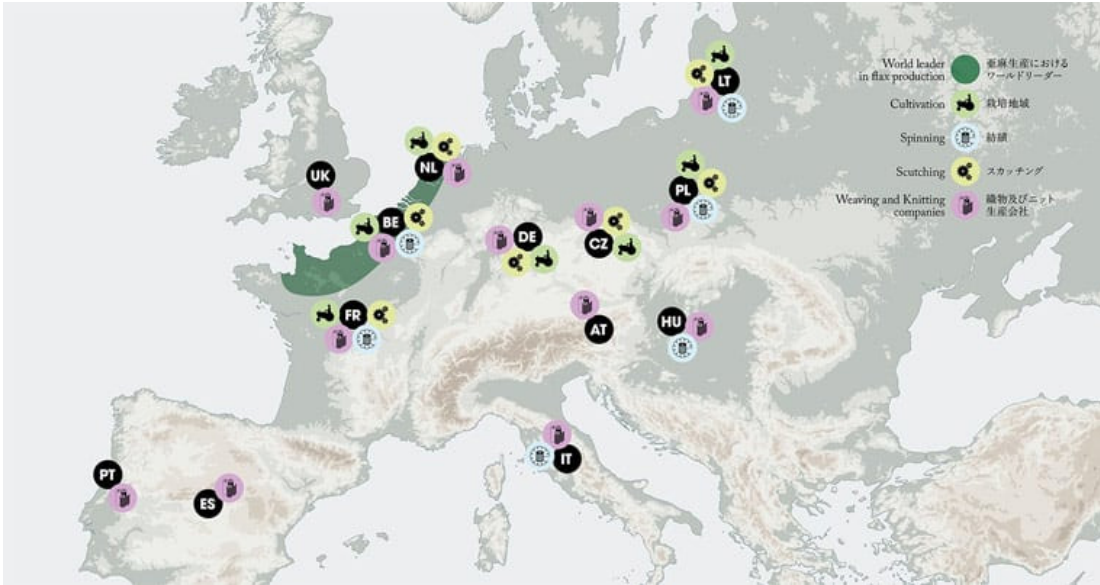 World leader
in flax production
亜麻生産における
ワールドリーダー
Cultivation
栽培地域
Spinning
紡績
Scutching
スカッチング
Weaving and Knitting
companies
織物及びニット
生産会社
LT
NL
UK
PL
BE
DE
CZ
FR
AT
HU
IT
PT
ES